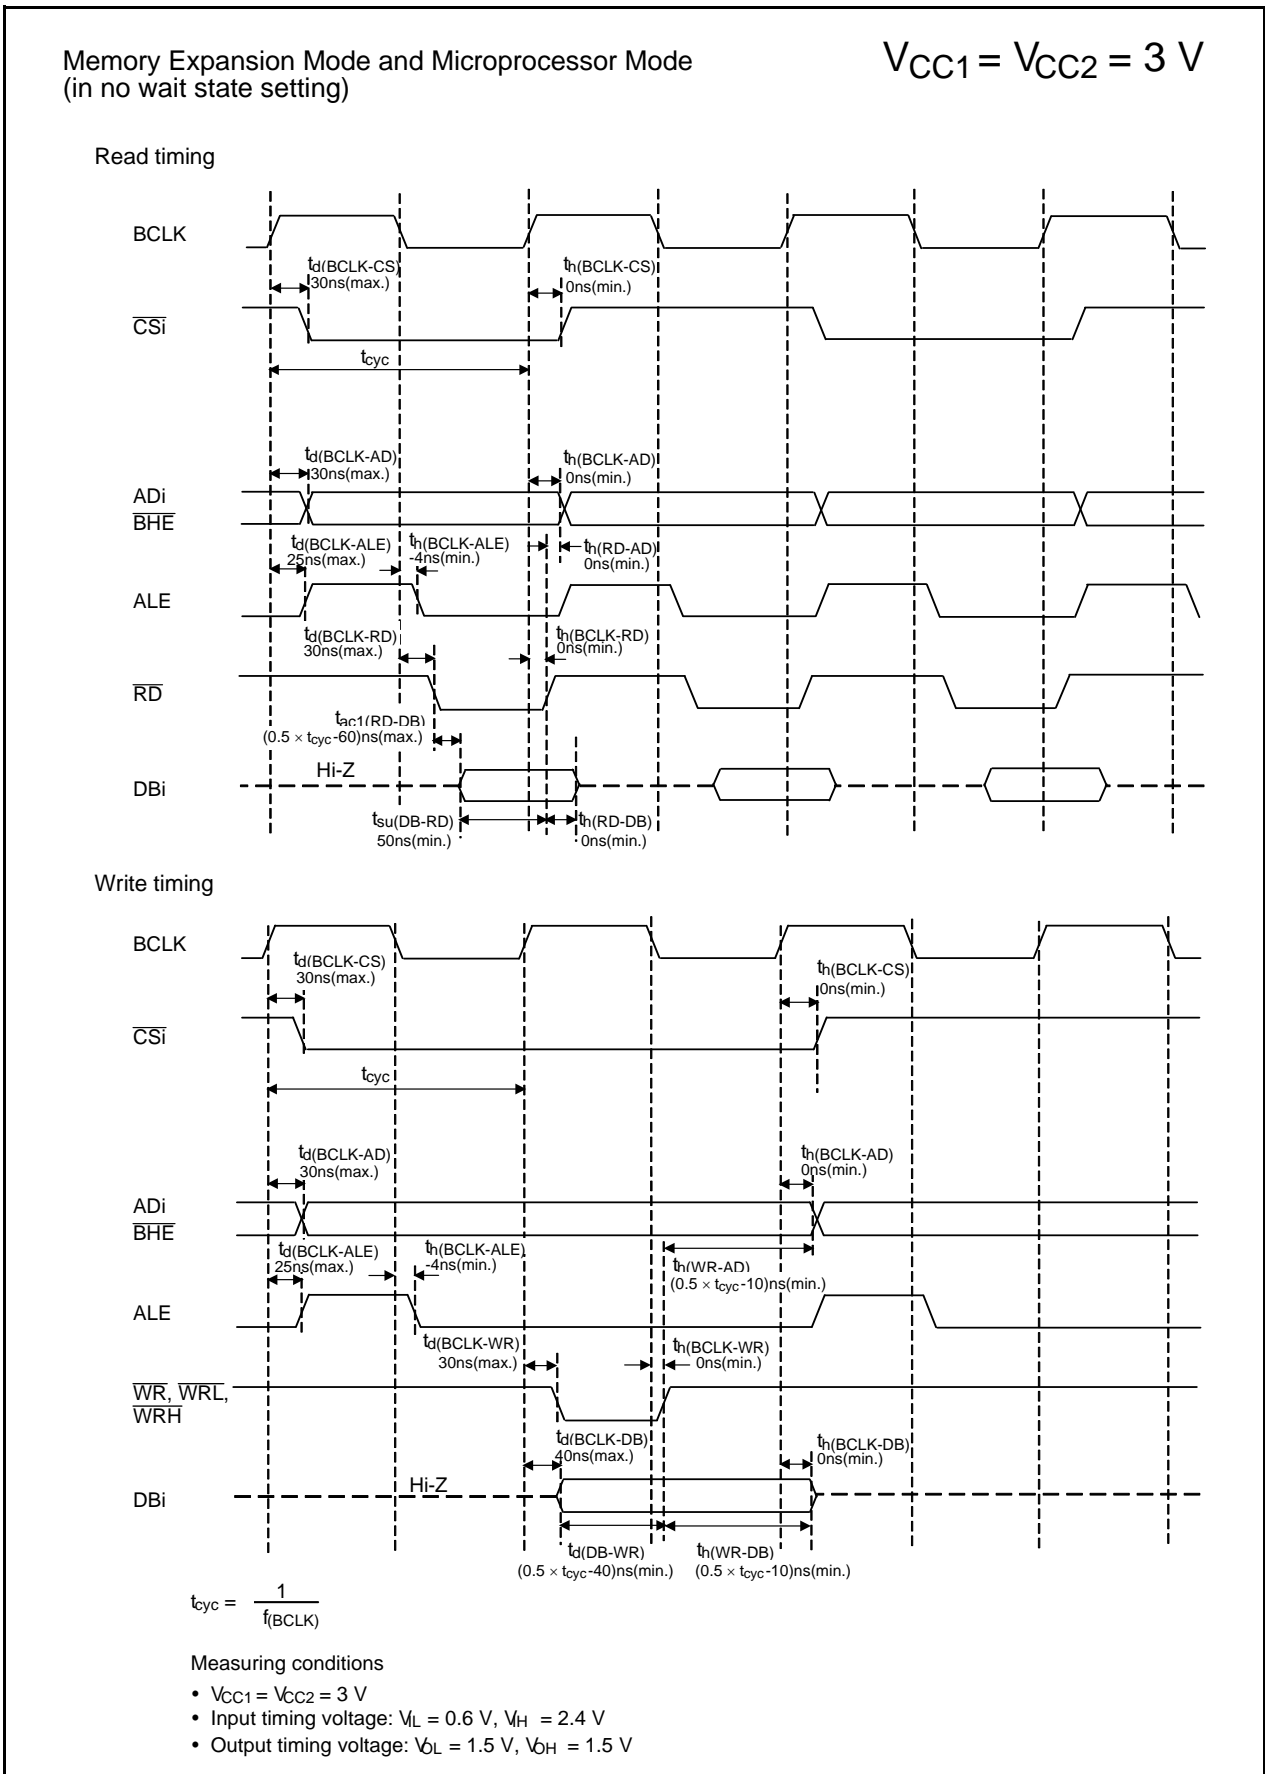 Memory Expansion Mode and Microprocessor Mode
(in no wait state setting)
VCC1 = VCC2 = 3 V
Read timing
BCLK
td(BCLK-CS)
30ns(max.)
th(BCLK-CS)
0ns(min.)
CSi
tcyc
td(BCLK-AD)
30ns(max.)
th(BCLK-AD)
0ns(min.)
ADi
BHE
td(BCLK-ALE)
25ns(max.)
th(BCLK-ALE)
-4ns(min.)
th(RD-AD)
0ns(min.)
ALE
td(BCLK-RD)
30ns(max.)
th(BCLK-RD)
0ns(min.)
RD
tac1(RD-DB)
(0.5 × tcyc-60)ns(max.)
Hi-Z
DBi
tsu(DB-RD)
50ns(min.)
th(RD-DB)
0ns(min.)
Write timing
BCLK
td(BCLK-CS)
30ns(max.)
th(BCLK-CS)
0ns(min.)
CSi
tcyc
td(BCLK-AD)
30ns(max.)
th(BCLK-AD)
0ns(min.)
ADi
BHE
td(BCLK-ALE)
25ns(max.)
th(BCLK-ALE)
-4ns(min.)
th(WR-AD)
(0.5 × tcyc-10)ns(min.)
ALE
td(BCLK-WR)
30ns(max.)
th(BCLK-WR)
0ns(min.)
WR, WRL,
WRH
td(BCLK-DB)
40ns(max.)
th(BCLK-DB)
0ns(min.)
Hi-Z
DBi
td(DB-WR)
(0.5 × tcyc-40)ns(min.)
th(WR-DB)
(0.5 × tcyc-10)ns(min.)
tcyc = 1
f(BCLK)
Measuring conditions
• VCC1 = VCC2 = 3 V
• Input timing voltage: VIL = 0.6 V, VIH = 2.4 V
• Output timing voltage: VOL = 1.5 V, VOH = 1.5 V